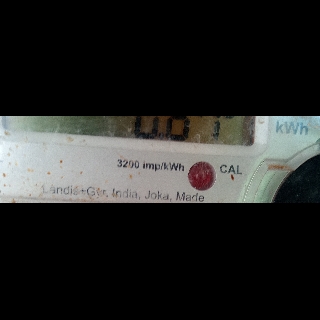 kWh
3200 imp/kWh CAL
Landis+Gyr, India, Joka, Made